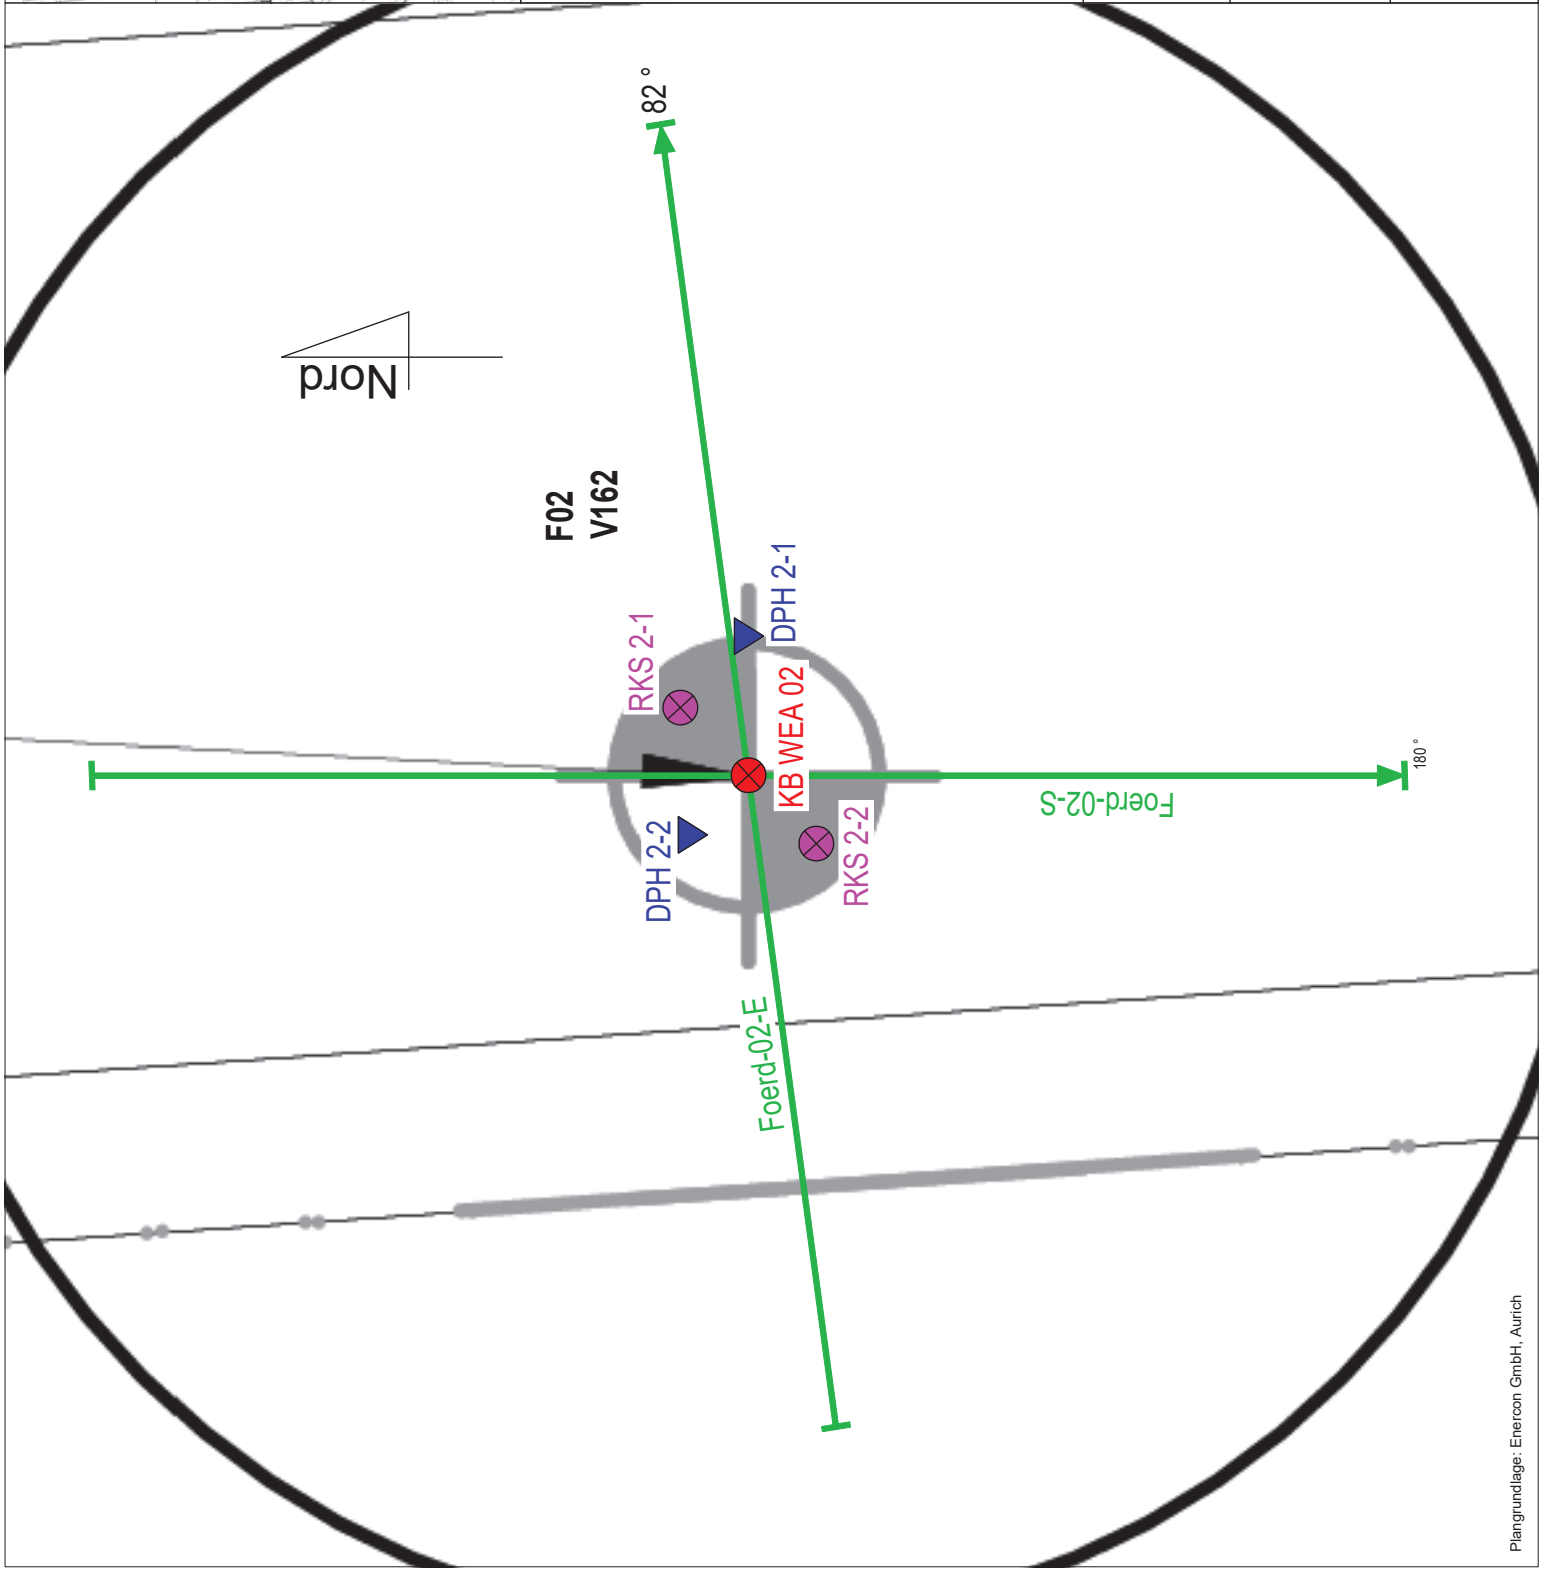 82 °
Nord
F02
V162
RKS 2-1
DPH 2-1
KB WEA 02
DPH 2-2
RKS 2-2
Foerd-02-S
180 °
Foerd-02-E
Plangrundlage: Enercon GmbH, Aurich